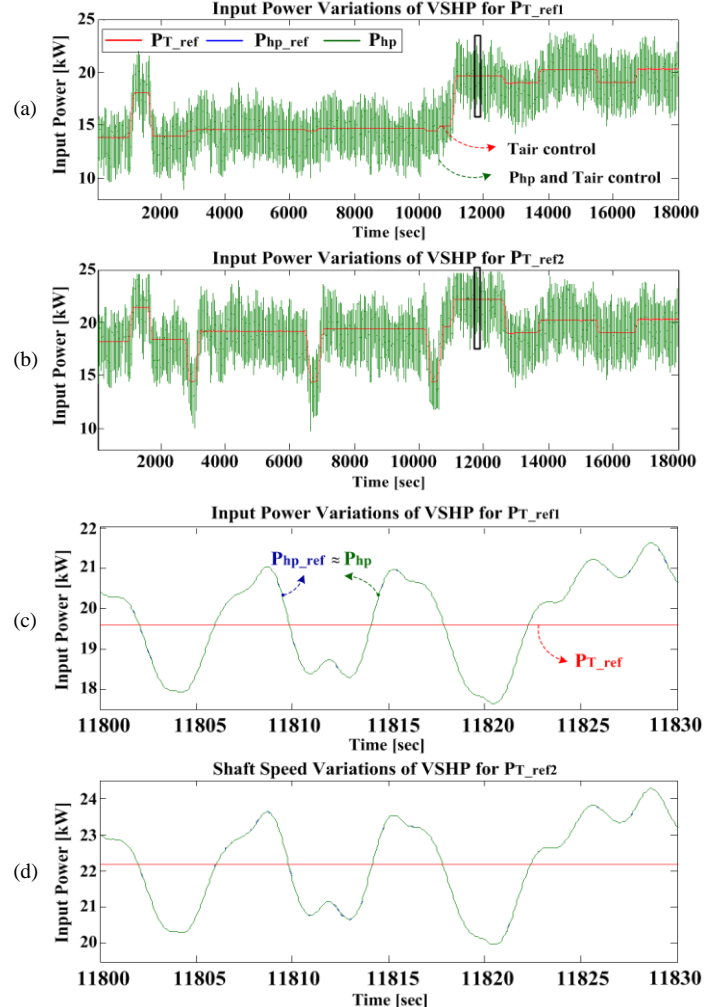 Input Power Variations of VSHP for PT_ref1
PT_ref Php_ref Php
(a)
Input Power [kW]
25
20
15
10
Tair control
Php and Tair control
2000 4000 6000 8000 10000 12000 14000 16000 18000
Time [sec]
Input Power Variations of VSHP for PT_ref2
(b)
Input Power [kW]
25
20
15
10
2000 4000 6000 8000 10000 12000 14000 16000 18000
Time [sec]
Input Power Variations of VSHP for PT_ref1
(c)
Input Power [kW]
22
21
20
19
18
Php_ref ≈ Php
PT_ref
11800 11805 11810 11815 11820 11825 11830
Time [sec]
Shaft Speed Variations of VSHP for PT_ref2
(d)
Input Power [kW]
24
23
22
21
20
11800 11805 11810 11815 11820 11825 11830
Time [sec]